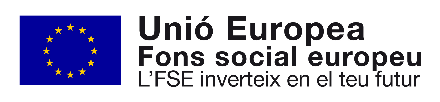 Unió Europea
Fons social europeu
L'FSE inverteix en el teu futur